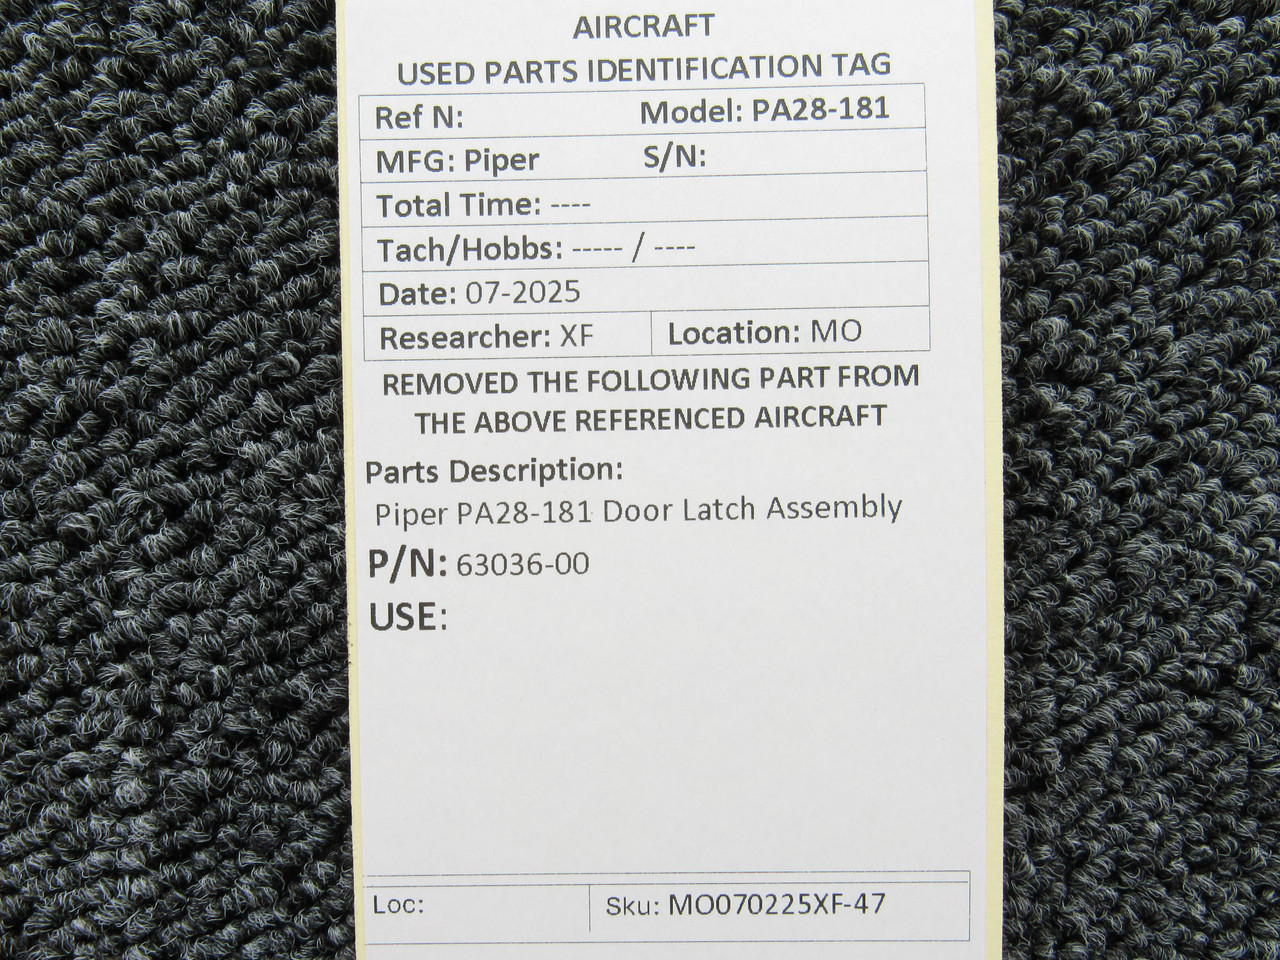 AIRCRAFT
USED PARTS IDENTIFICATION TAG
Ref N: Model: PA28-181
MFG: Piper S/N:
Total Time: ----
Tach/Hobbs: ----- / ----
Date: 07-2025
Researcher: XF Location: MO
REMOVED THE FOLLOWING PART FROM
THE ABOVE REFERENCED AIRCRAFT
Parts Description:
Piper PA28-181 Door Latch Assembly
P/N: 63036-00
USE:
Loc: Sku: MO070225XF-47